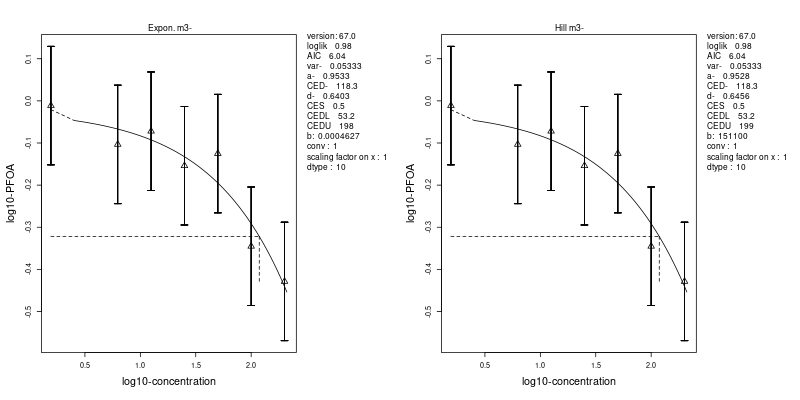 Expon. m3-
version: 67.0
loglik 0.98
AIC 6.04
var- 0.05333
a- 0.9533
CED- 118.3
d- 0.6403
CES 0.5
CEDL 53.2
CEDU 198
b: 0.0004627
conv : 1
scaling factor on x : 1
dtype : 10
log10-PFOA
0.1
0.0
-0.1
-0.2
-0.3
-0.4
-0.5
0.5
1.0
1.5
2.0
log10-concentration
Hill m3-
version: 67.0
loglik 0.98
AIC 6.04
var- 0.05333
a- 0.9528
CED- 118.3
d- 0.6456
CES 0.5
CEDL 53.2
CEDU 199
b: 151100
conv : 1
scaling factor on x : 1
dtype : 10
log10-PFOA
0.1
0.0
-0.1
-0.2
-0.3
-0.4
-0.5
0.5
1.0
1.5
2.0
log10-concentration